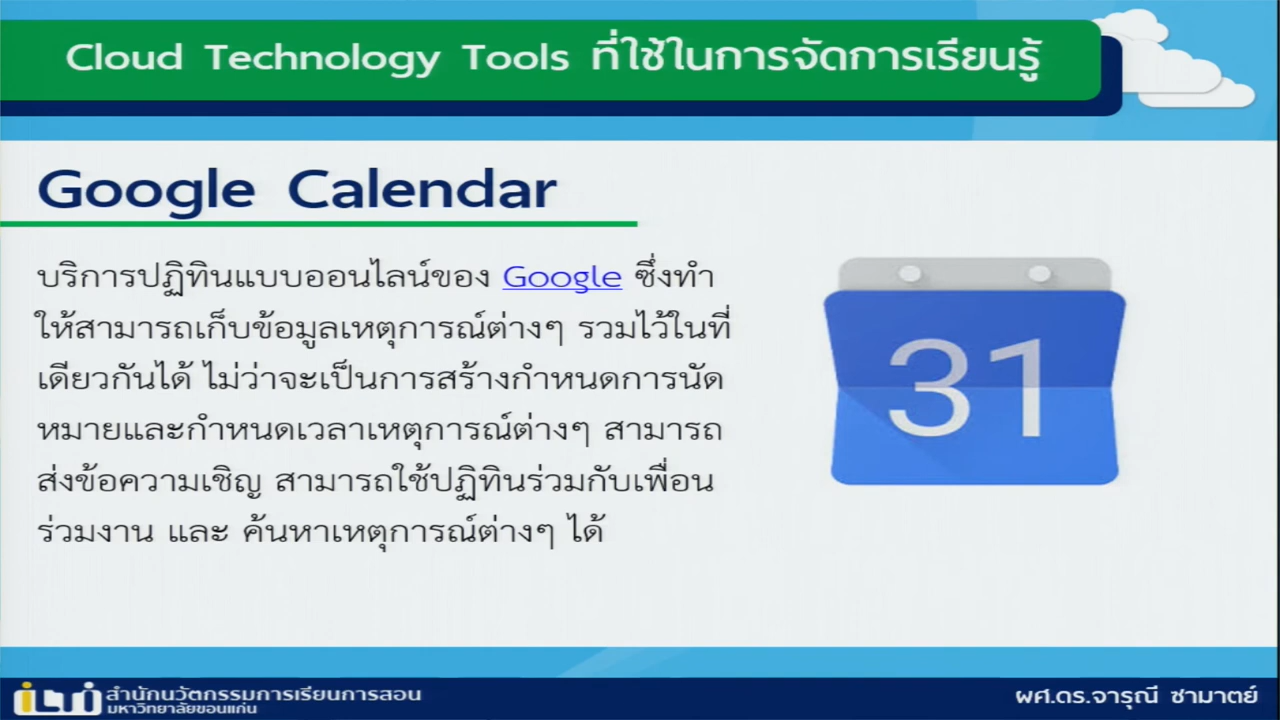 Cloud Technology Tools ที่ใช้ในการจัดการเรียนรู้
Google Calendar
บริการปฏิทินแบบออนไลน์ของ Google ซึ่งทำ
ให้สามารถเก็บข้อมูลเหตุการณ์ต่างๆ รวมไว้ในที่
เดียวกันได้ ไม่ว่าจะเป็นการสร้างกำหนดการนัด
หมายและกำหนดเวลาเหตุการณ์ต่างๆ สามารถ
ส่งข้อความเชิญ สามารถใช้ปฏิทินร่วมกับเพื่อน
ร่วมงาน และ ค้นหาเหตุการณ์ต่างๆ ได้
31
สำนักนวัตกรรมการเรียนการสอน
มหาวิทยาลัยขอนแก่น
ผศ.ดร.จารุณี ซามาตย์